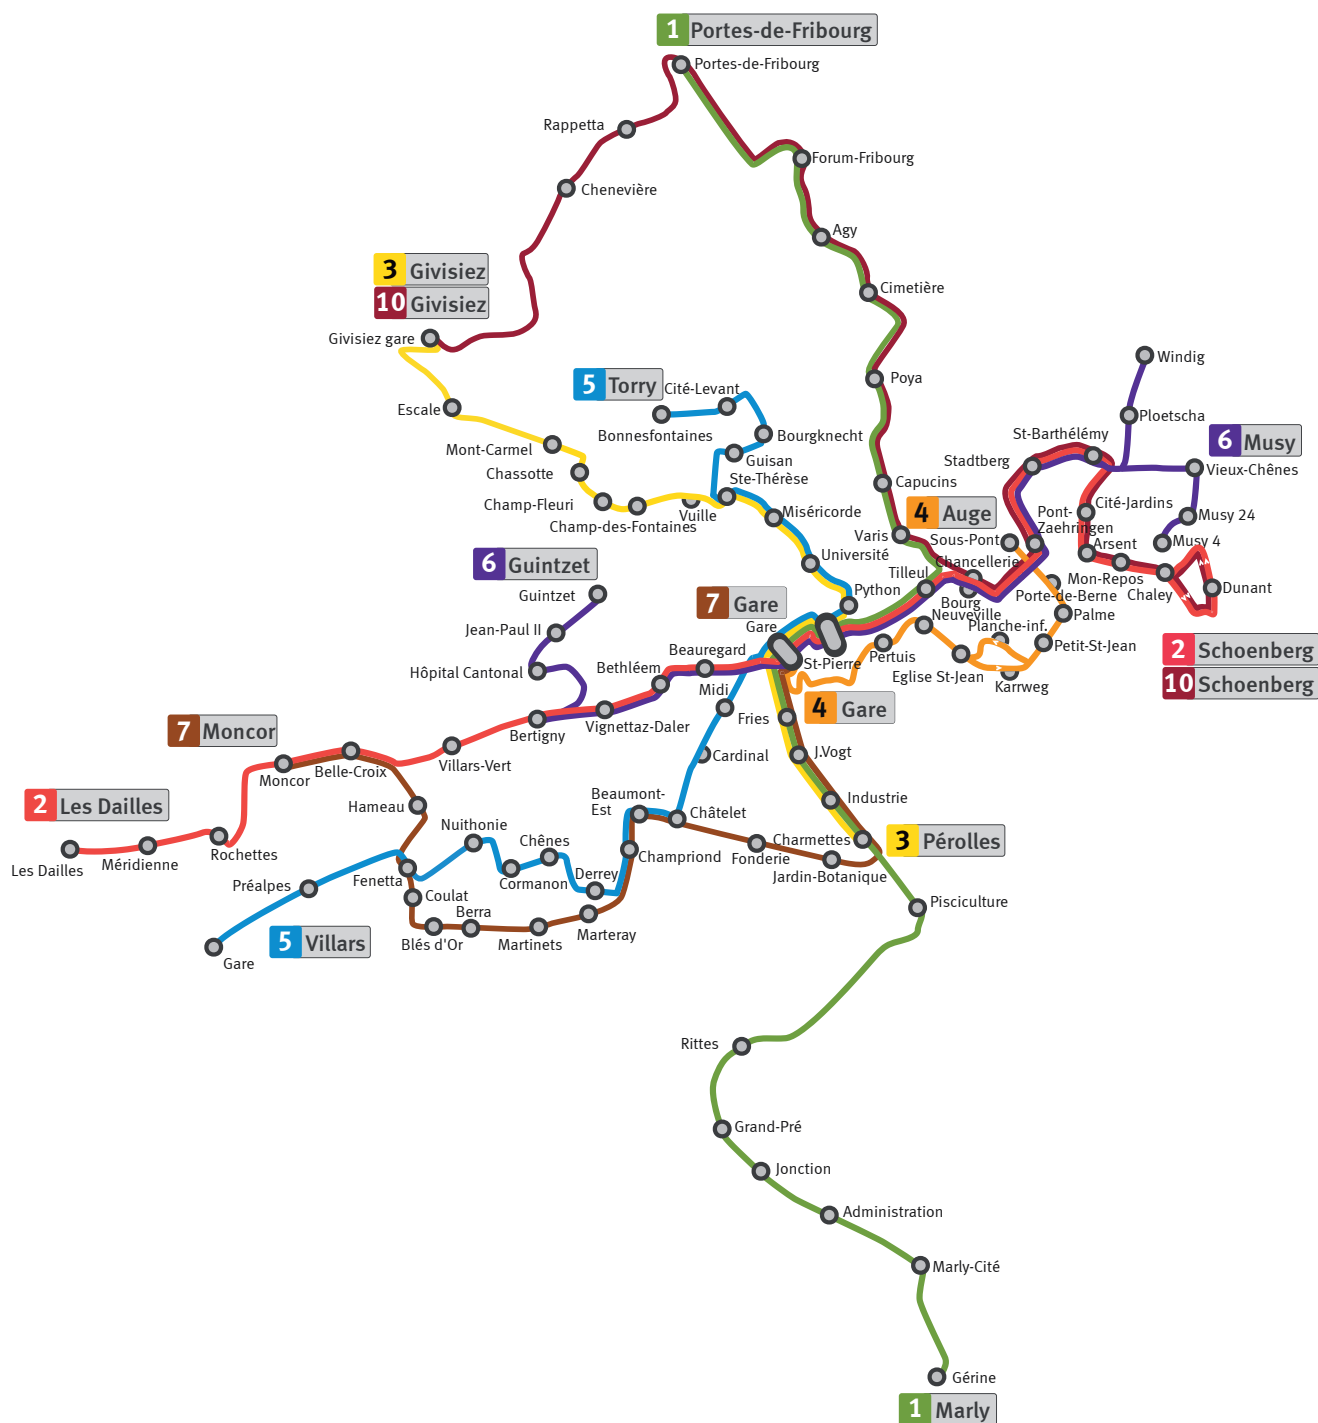 1 Portes-de-Fribourg
Portes-de-Fribourg
Rappetta
Forum-Fribourg
Chenevière
Agy
3 Givisiez
10 Givisiez
Cimetière
Givisiez gare
Windig
5 Torry
Cité-Levant
Poya
Escale
Bonnesfontaines
Bourgknecht
Ploetscha
Mont-Carmel
Guisan
St-Barthélémy
6 Musy
Chassotte
Ste-Thérèse
Stadtberg
Vieux-Chênes
Champ-Fleuri
Vuille
Capucins
Cité-Jardins
Champ-des-Fontaines
Miséricorde
4 Auge
Pont-
Zaehringen
Musy 24
Varis
Sous-Pont
Arsent
Musy 4
6 Guintzet
Université
Chancellerie
Tilleul
Mon-Repos
Guintzet
Python
Bourg
Porte-de-Berne
Chaley
Dunant
7 Gare
Gare
Neuveville
Palme
Jean-Paul II
Planche-inf.
Beauregard
Petit-St-Jean
2 Schoenberg
10 Schoenberg
Hôpital Cantonal
Bethléem
St-Pierre
Pertuis
Eglise St-Jean
Karrweg
Midi
4 Gare
7 Moncor
Bertigny
Vignettaz-Daler
Fries
Cardinal
J.Vogt
Moncor
Belle-Croix
Villars-Vert
2 Les Dailles
Hameau
Beaumont-
Est
Industrie
Nuithonie
Châtelet
Charmettes
3 Pérolles
Rochettes
Chênes
Les Dailles
Méridienne
Champriond
Fonderie
Jardin-Botanique
Préalpes
Fenetta
Cormanon
Derrey
Coulat
Berra
Pisciculture
5 Villars
Blés d'Or
Martinets
Marteray
Gare
Rittes
Grand-Pré
Jonction
Administration
Marly-Cité
Gérine
1 Marly